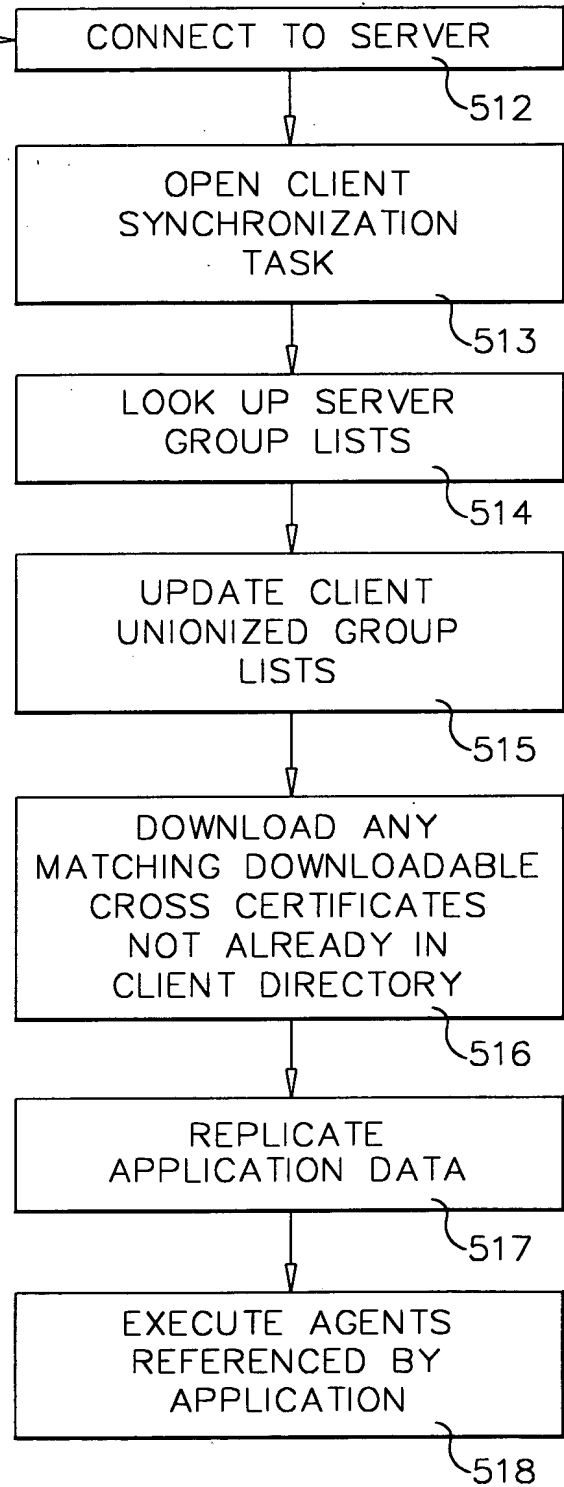 CONNECT TO SERVER
512
OPEN CLIENT
SYNCHRONIZATION
TASK
513
LOOK UP SERVER
GROUP LISTS
514
UPDATE CLIENT
UNIONIZED GROUP
LISTS
515
DOWNLOAD ANY
MATCHING DOWNLOADABLE
CROSS CERTIFICATES
NOT ALREADY IN
CLIENT DIRECTORY
516
REPLICATE
APPLICATION DATA
517
EXECUTE AGENTS
REFERENCED BY
APPLICATION
518